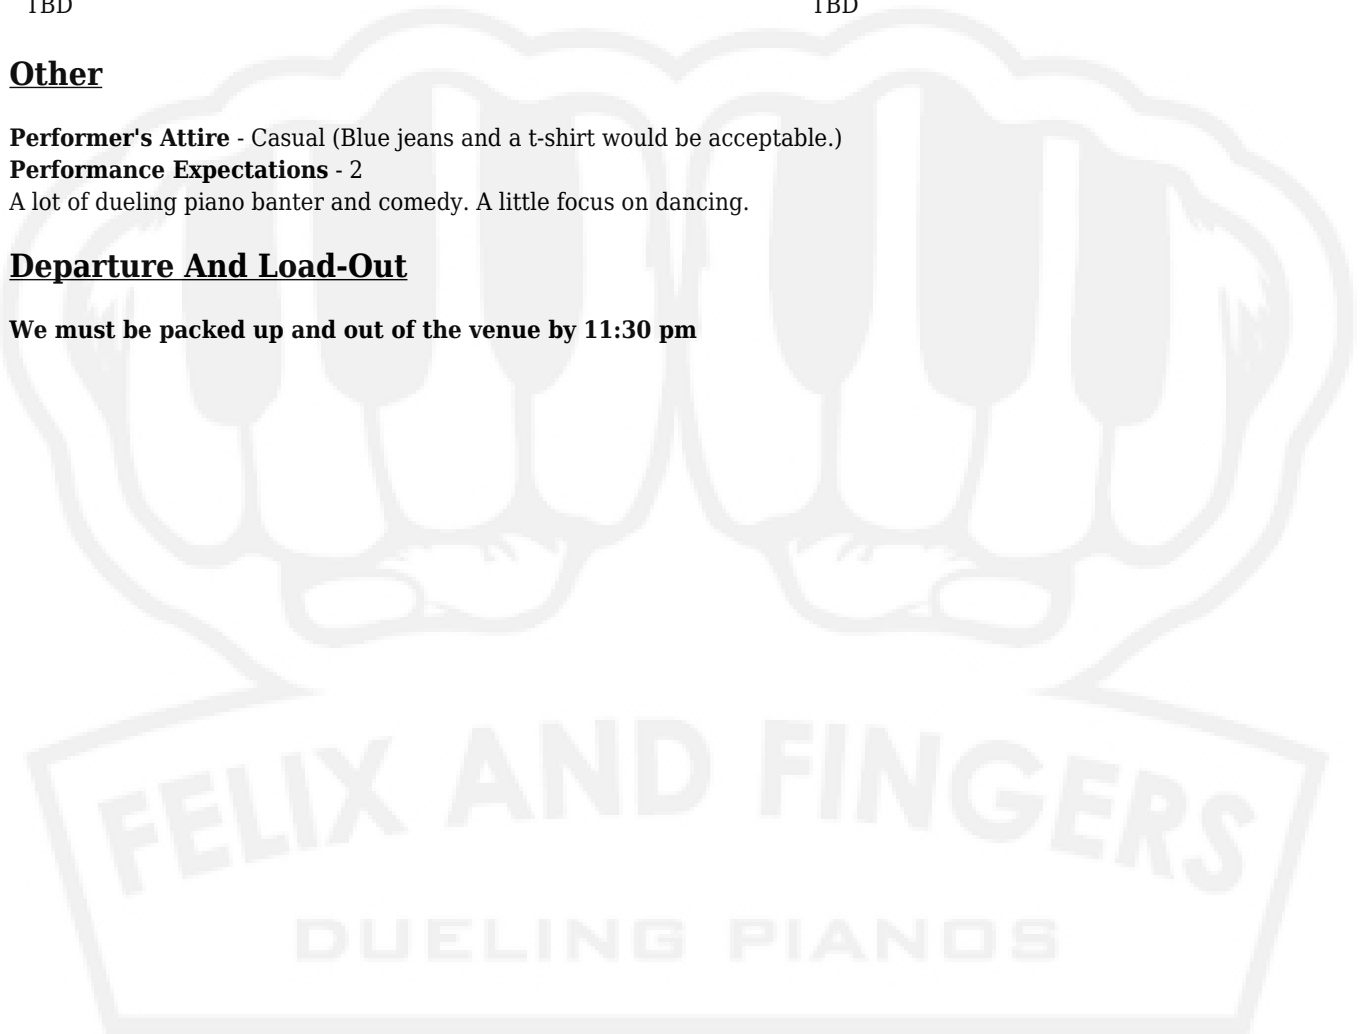 TBD TBD
Other
Performer's Attire - Casual (Blue jeans and a t-shirt would be acceptable.)
Performance Expectations - 2
A lot of dueling piano banter and comedy. A little focus on dancing.
Departure And Load-Out
We must be packed up and out of the venue by 11:30 pm
FELIX AND FINGERS
DUELING PIANOS